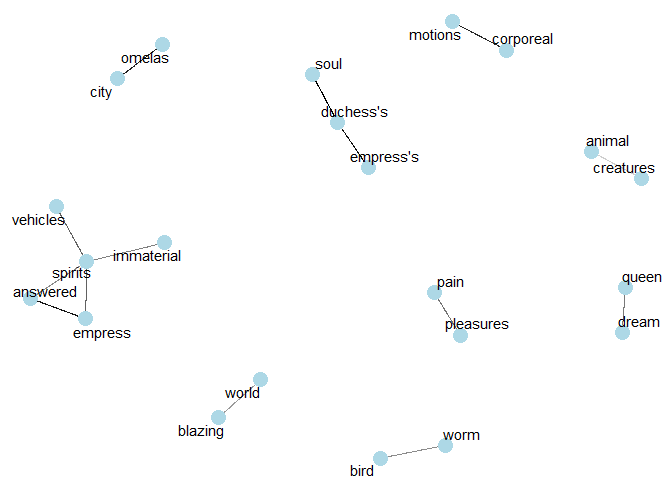 motions
corporeal
omelas
city
soul
duchess's
empress's
animal
creatures
vehicles
immaterial
spirits
answered
empress
pain
pleasures
queen
dream
world
blazing
worm
bird